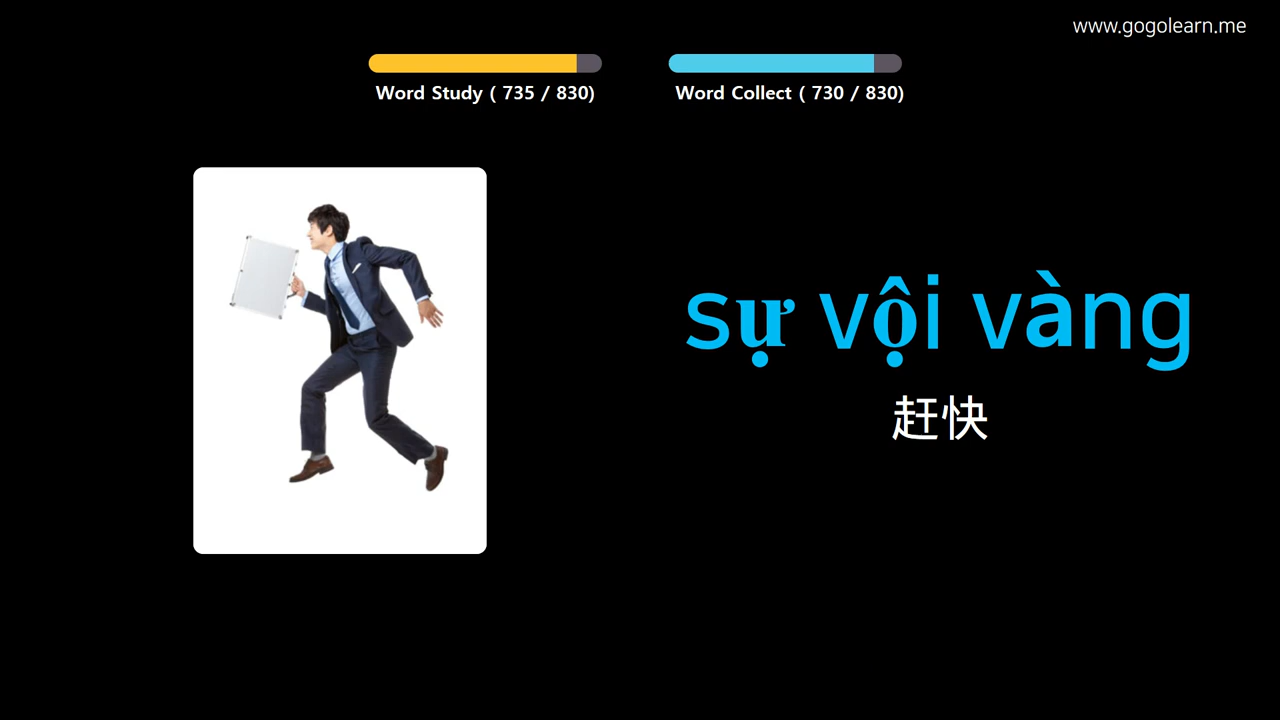 www.gogolearn.me
Word Study ( 735 / 830)
Word Collect ( 730 / 830)
sự vội vàng
赶快